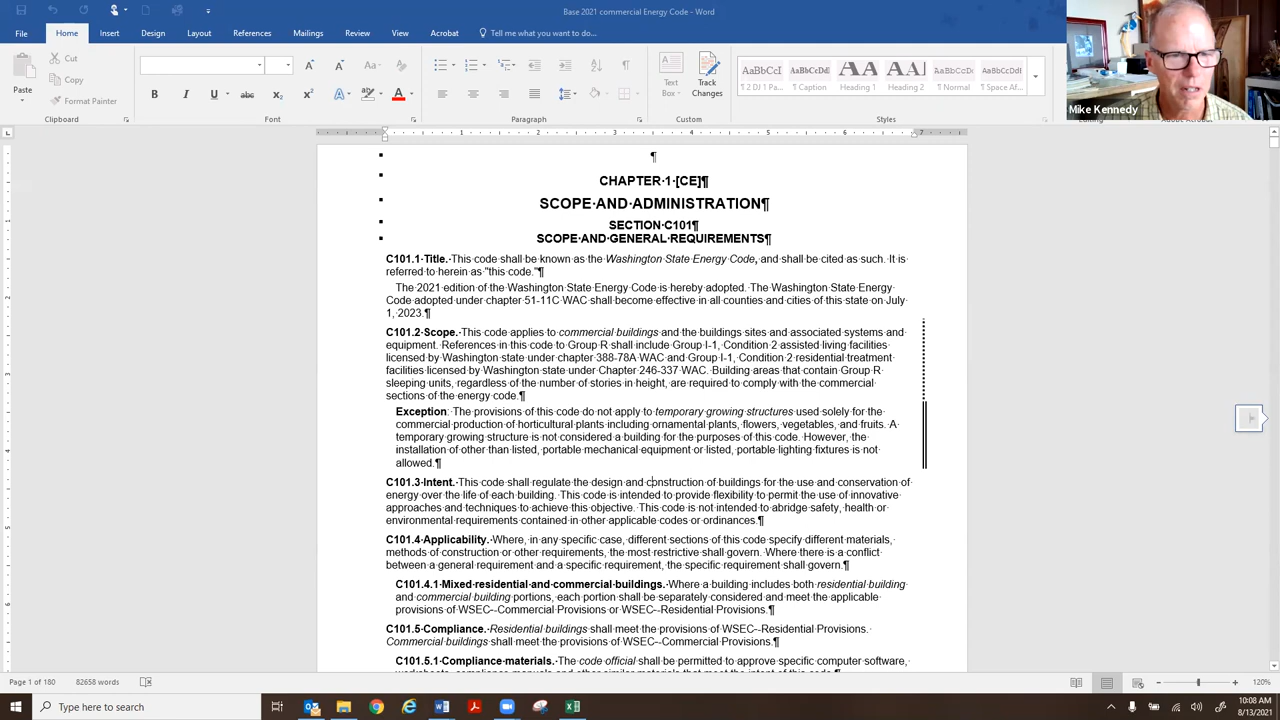 Base 2021 commercial Energy Code - Word
File Home Insert Design Layout References Mailings Review View Acrobat Tell me what you want to do...
Paste
Cut
Copy
Format Painter
Text Box
Track Changes
AaBbCcI AaBbCcDdI AA AA] AaBbCcDdI AaBbCcDdI
¶ 2 DJ 1 Pa... ¶ Caption Heading 1 Heading 2 ¶ Normal ¶ Space Af...
Clipboard Font Paragraph Custom Styles
Mike Kennedy
¶
CHAPTER·1·[CE]¶
SCOPE·AND·ADMINISTRATION¶
SECTION·C101¶
SCOPE·AND·GENERAL·REQUIREMENTS¶
C101.1·Title.·This·code·shall·be·known·as·the·Washington·State·Energy·Code,·and·shall·be·cited·as·such.··It·is·
referred·to·herein·as·"this·code."¶
The·2021·edition·of·the·Washington·State·Energy·Code·is·hereby·adopted.··The·Washington·State·Energy·
Code·adopted·under·chapter·51-11C·WAC·shall·become·effective·in·all·counties·and·cities·of·this·state·on·July·
1,·2023.¶
C101.2·Scope.·This·code·applies·to·commercial·buildings·and·the·buildings·sites·and·associated·systems·and·
equipment.·References·in·this·code·to·Group·R·shall·include·Group·I-1,·Condition·2·assisted·living·facilities·
licensed·by·Washington·state·under·chapter·388-78A·WAC·and·Group·I-1,·Condition·2·residential·treatment·
facilities·licensed·by·Washington·state·under·Chapter·246-337·WAC.·Building·areas·that·contain·Group·R·
sleeping·units,·regardless·of·the·number·of·stories·in·height,·are·required·to·comply·with·the·commercial·
sections·of·the·energy·code.¶
Exception:·The·provisions·of·this·code·do·not·apply·to·temporary·growing·structures·used·solely·for·the·
commercial·production·of·horticultural·plants·including·ornamental·plants,·flowers,·vegetables,·and·fruits.·A·
temporary·growing·structure·is·not·considered·a·building·for·the·purposes·of·this·code.·However,·the·
installation·of·other·than·listed,·portable·mechanical·equipment·or·listed,·portable·lighting·fixtures·is·not·
allowed.¶
C101.3·Intent.·This·code·shall·regulate·the·design·and·construction·of·buildings·for·the·use·and·conservation·of·
energy·over·the·life·of·each·building.··This·code·is·intended·to·provide·flexibility·to·permit·the·use·of·innovative·
approaches·and·techniques·to·achieve·this·objective.··This·code·is·not·intended·to·abridge·safety,·health·or·
environmental·requirements·contained·in·other·applicable·codes·or·ordinances.¶
C101.4·Applicability.·Where,·in·any·specific·case,·different·sections·of·this·code·specify·different·materials,·
methods·of·construction·or·other·requirements,·the·most·restrictive·shall·govern.·Where·there·is·a·conflict·
between·a·general·requirement·and·a·specific·requirement,·the·specific·requirement·shall·govern.¶
C101.4.1·Mixed·residential·and·commercial·buildings.·Where·a·building·includes·both·residential·building·
and·commercial·building·portions,·each·portion·shall·be·separately·considered·and·meet·the·applicable·
provisions·of·WSEC--Commercial·Provisions·or·WSEC--Residential·Provisions.¶
C101.5·Compliance.·Residential·buildings·shall·meet·the·provisions·of·WSEC--Residential·Provisions.·
Commercial·buildings·shall·meet·the·provisions·of·WSEC--Commercial·Provisions.¶
C101.5.1·Compliance·materials.·The·code·official·shall·be·permitted·to·approve·specific·computer·software,·
Page 1 of 180 82658 words 120%
Type here to search
10:08 AM
8/13/2021